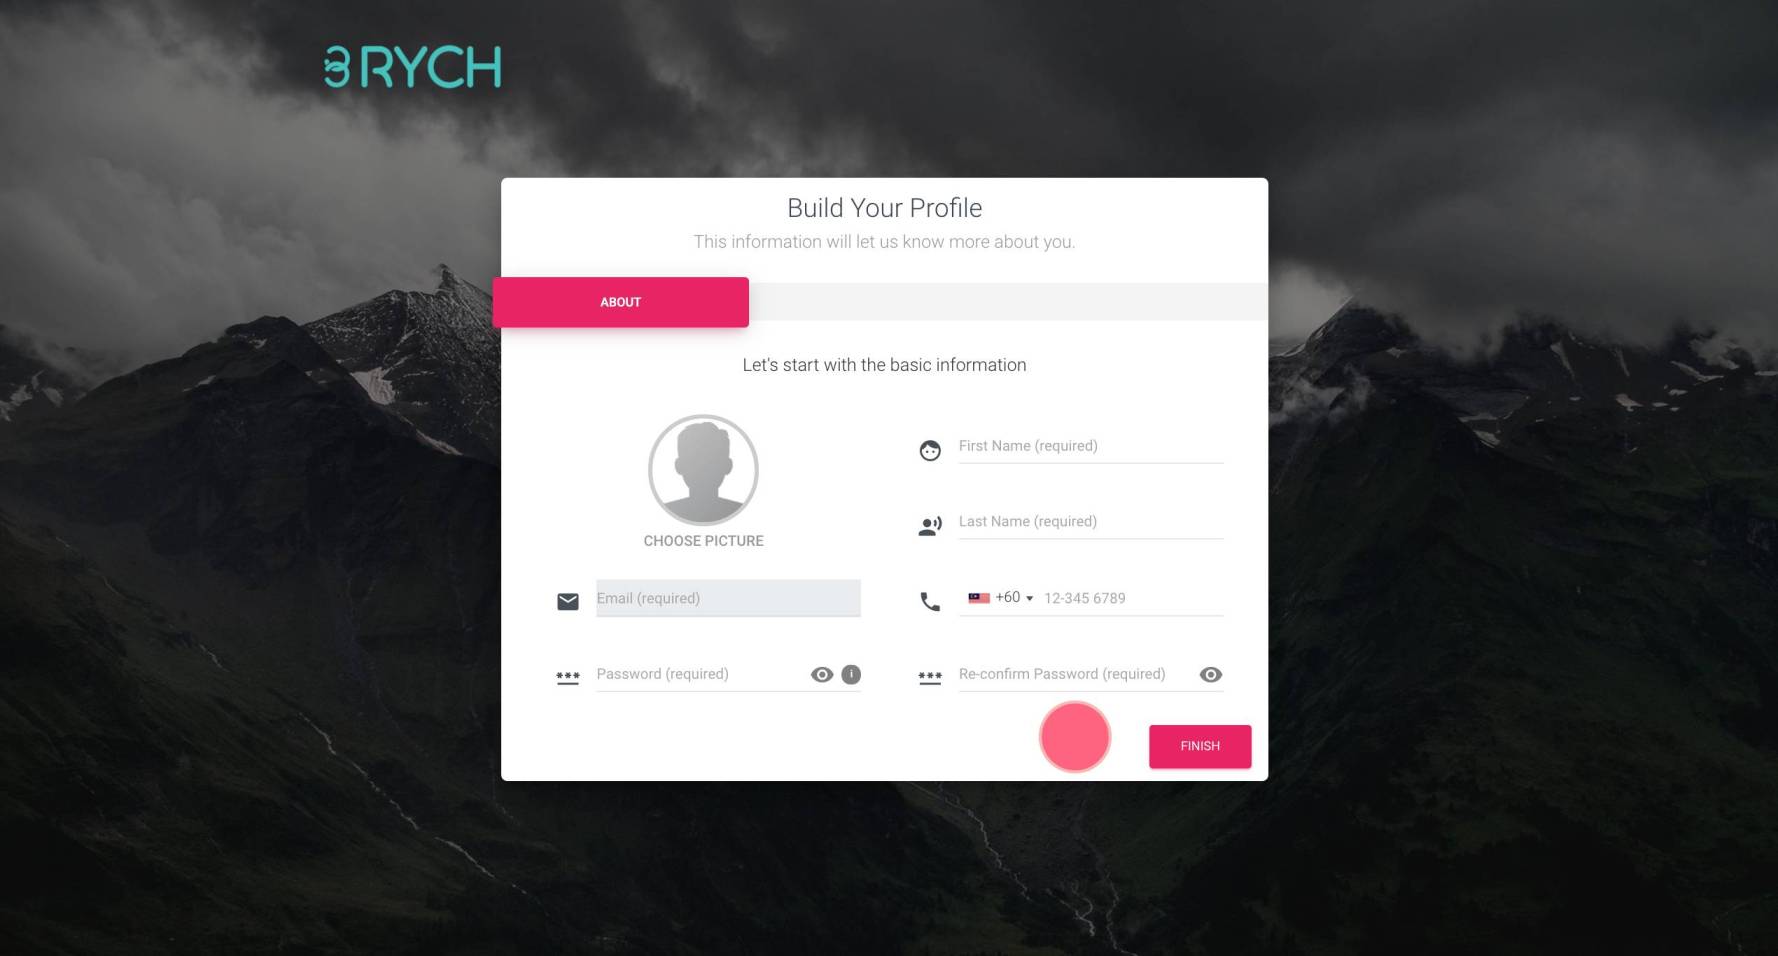 BRYCH
Build Your Profile
This information will let us know more about you.
ABOUT
Let's start with the basic information
First Name (required)
CHOOSE PICTURE
Last Name (required)
Email (required)
+60 12-345 6789
Password (required)
i
Re-confirm Password (required)
FINISH